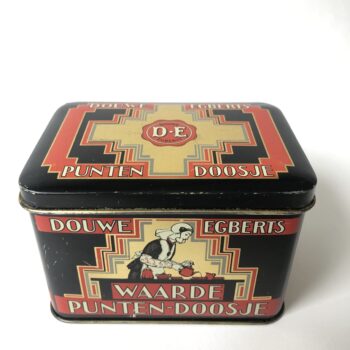 DOUWE EGBERTS
D·E
PUNTEN DOOSJE
DOUWE EGBERTS
WAARDE
PUNTEN-DOOSJE